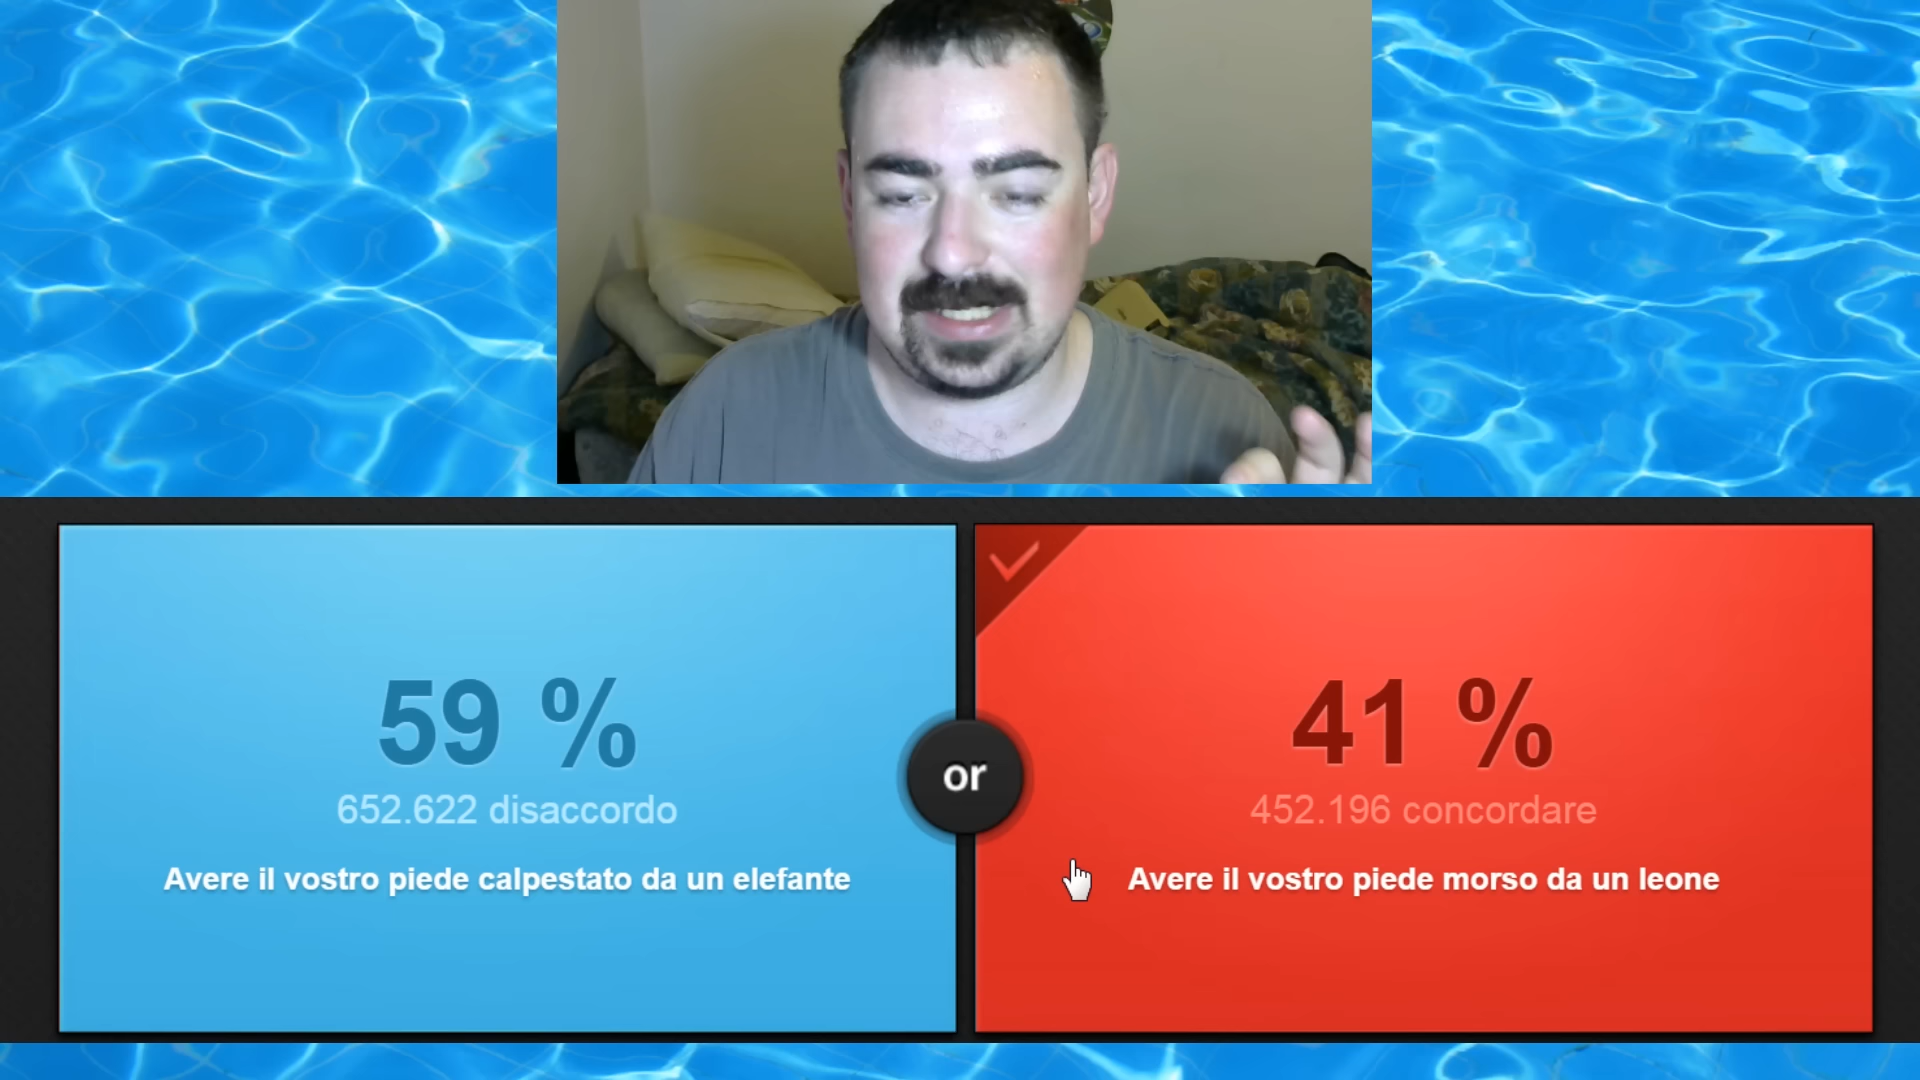 59 %
652.622 disaccordo
Avere il vostro piede calpestato da un elefante
or
41 %
452.196 concordare
Avere il vostro piede morso da un leone